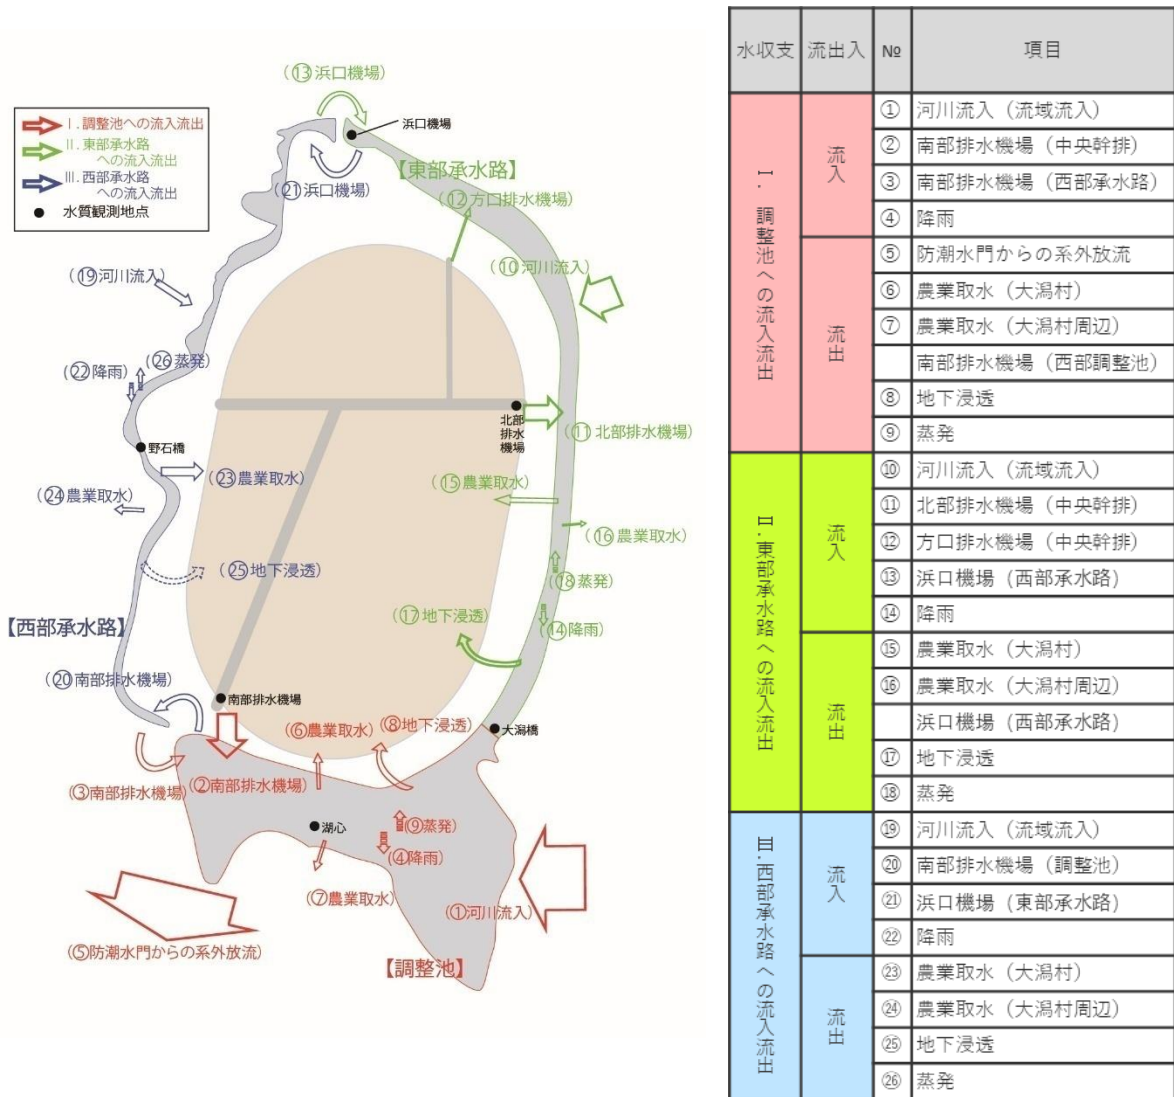 (⑬浜口機場)
Ⅰ.調整池への流入流出
Ⅱ.東部承水路
への流入流出
Ⅲ.西部承水路
への流入流出
水質観測地点
浜口機場
【東部承水路】
(㉑浜口機場)
(⑫方口排水機場)
(⑩河川流入)
(⑲河川流入)
(㉖蒸発)
(㉒降雨)
北部
排水
機場
(⑪北部排水機場)
野石橋
(㉓農業取水)
(⑮農業取水)
(㉔農業取水)
(⑯農業取水)
(㉕地下浸透)
(⑱蒸発)
(⑰地下浸透)
(⑭降雨)
【西部承水路】
(⑳南部排水機場)
南部排水機場
(⑥農業取水)
(⑧地下浸透)
大潟橋
(③南部排水機場)
(②南部排水機場)
湖心
(⑨蒸発)
(④降雨)
(⑦農業取水)
(①河川流入)
(⑤防潮水門からの系外放流)
【調整池】
水収支 流出入 № 項目
Ⅰ.調整池への流入流出
流入
① 河川流入(流域流入)
② 南部排水機場(中央幹排)
③ 南部排水機場(西部承水路)
④ 降雨
流出
⑤ 防潮水門からの系外放流
⑥ 農業取水(大潟村)
⑦ 農業取水(大潟村周辺)
南部排水機場(西部調整池)
⑧ 地下浸透
⑨ 蒸発
Ⅱ.東部承水路への流入流出
流入
⑩ 河川流入(流域流入)
⑪ 北部排水機場(中央幹排)
⑫ 方口排水機場(中央幹排)
⑬ 浜口機場(西部承水路)
⑭ 降雨
流出
⑮ 農業取水(大潟村)
⑯ 農業取水(大潟村周辺)
浜口機場(西部承水路)
⑰ 地下浸透
⑱ 蒸発
Ⅲ.西部承水路への流入流出
流入
⑲ 河川流入(流域流入)
⑳ 南部排水機場(調整池)
㉑ 浜口機場(東部承水路)
㉒ 降雨
流出
㉓ 農業取水(大潟村)
㉔ 農業取水(大潟村周辺)
㉕ 地下浸透
㉖ 蒸発